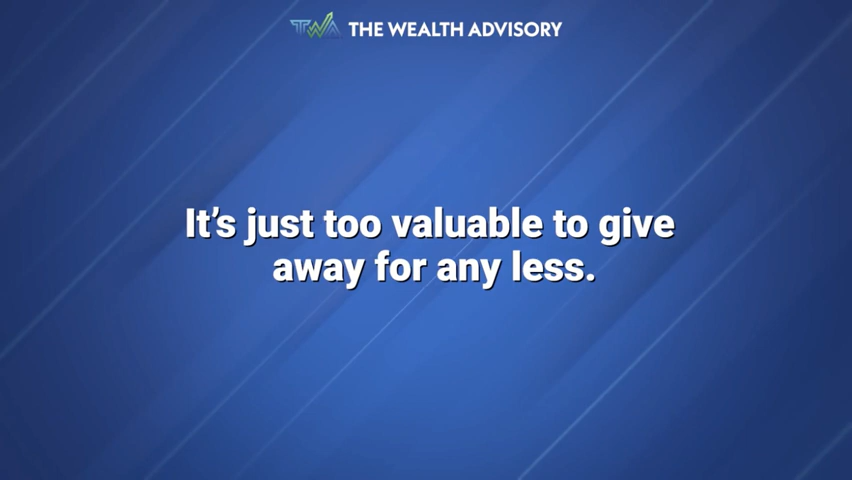 TWA THE WEALTH ADVISORY
It's just too valuable to give
away for any less.